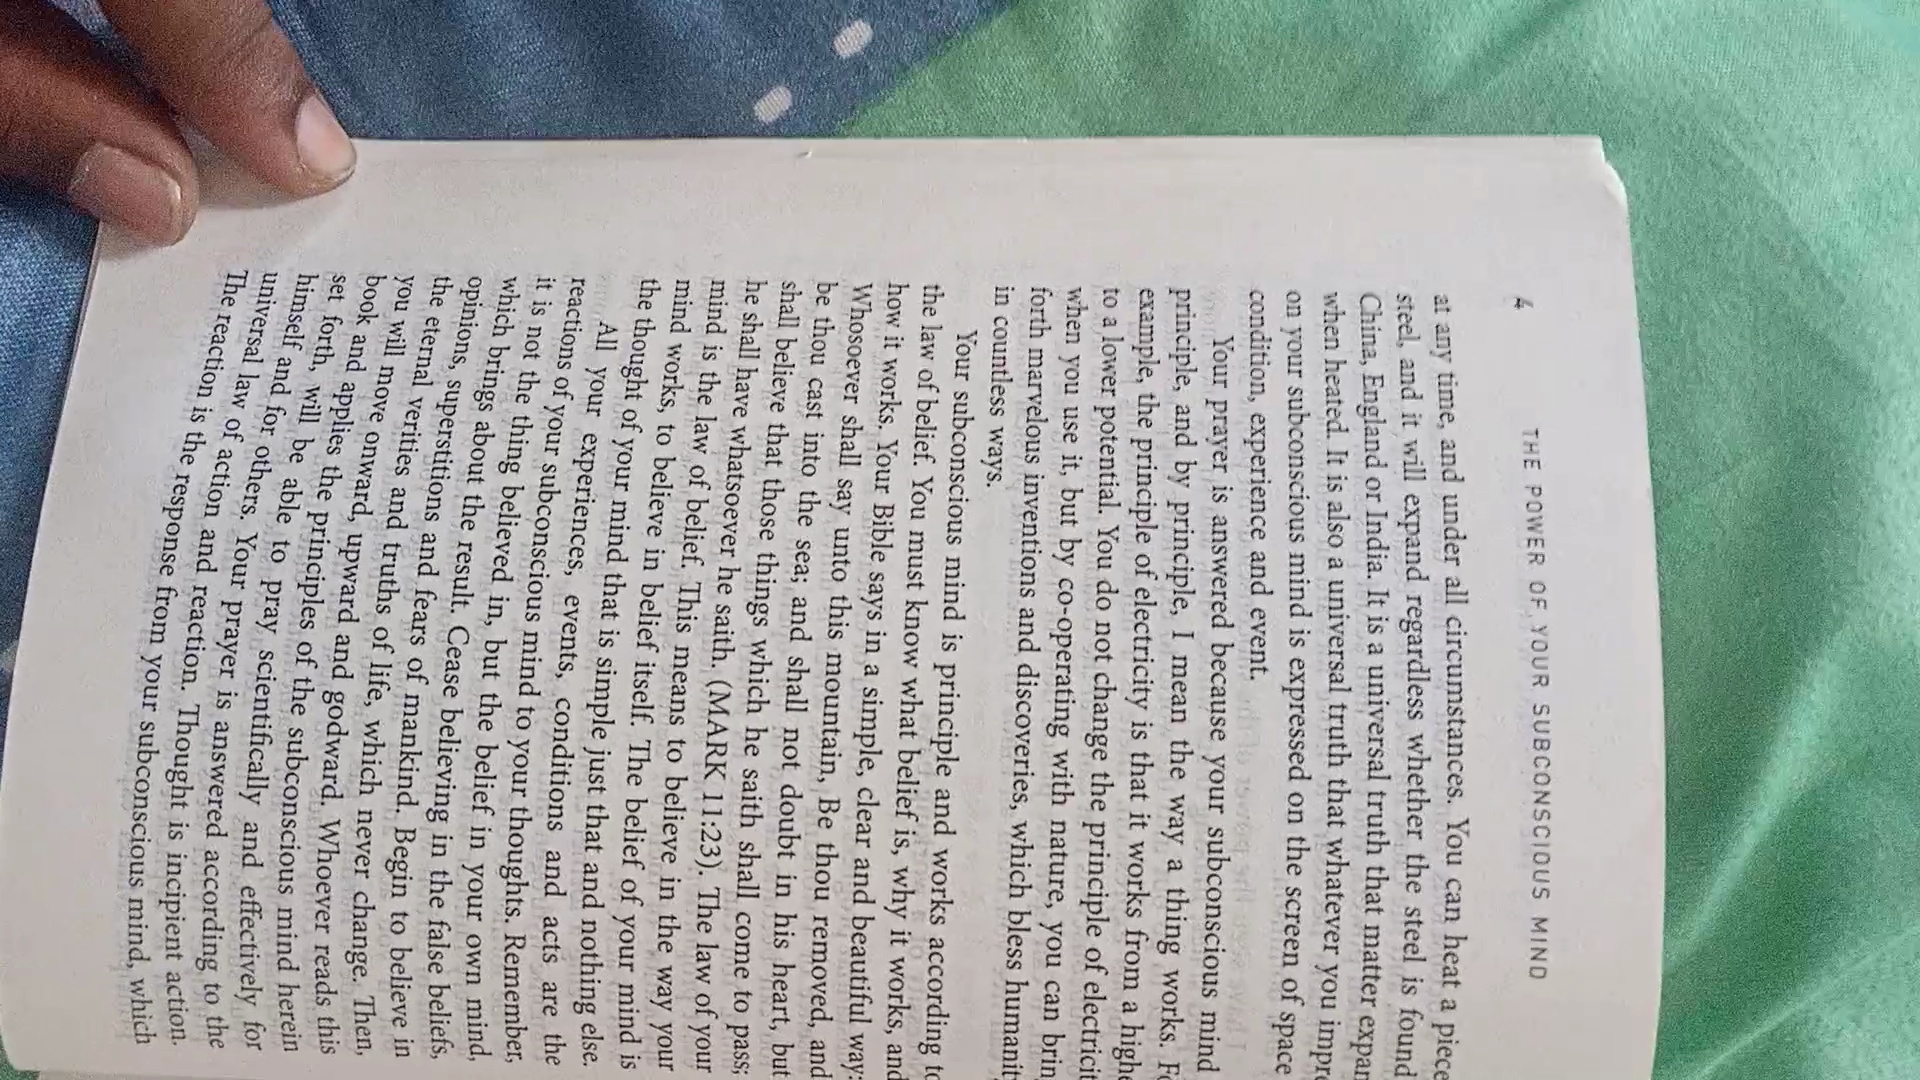 4 THE POWER OF YOUR SUBCONSCIOUS MIND
at any time, and under all circumstances. You can heat a piece
steel, and it will expand regardless whether the steel is found
China, England or India. It is a universal truth that matter expan
when heated. It is also a universal truth that whatever you impre
on your subconscious mind is expressed on the screen of space
condition, experience and event.
Your prayer is answered because your subconscious mind
principle, and by principle, I mean the way a thing works. Fo
example, the principle of electricity is that it works from a highe
to a lower potential. You do not change the principle of electricit
when you use it, but by co-operating with nature, you can brin
forth marvelous inventions and discoveries, which bless humanit
in countless ways.
Your subconscious mind is principle and works according to
the law of belief. You must know what belief is, why it works, and
how it works. Your Bible says in a simple, clear and beautiful way:
Whosoever shall say unto this mountain, Be thou removed, and
be thou cast into the sea; and shall not doubt in his heart, but
shall believe that those things which he saith shall come to pass;
he shall have whatsoever he saith. (MARK 11:23). The law of your
mind is the law of belief. This means to believe in the way your
mind works, to believe in belief itself. The belief of your mind is
the thought of your mind that is simple just that and nothing else.
All your experiences, events, conditions and acts are the
reactions of your subconscious mind to your thoughts. Remember,
it is not the thing believed in, but the belief in your own mind,
which brings about the result. Cease believing in the false beliefs,
opinions, superstitions and fears of mankind. Begin to believe in
the eternal verities and truths of life, which never change. Then,
you will move onward, upward and godward. Whoever reads this
book and applies the principles of the subconscious mind herein
set forth, will be able to pray scientifically and effectively for
himself and for others. Your prayer is answered according to the
universal law of action and reaction. Thought is incipient action.
The reaction is the response from your subconscious mind, which